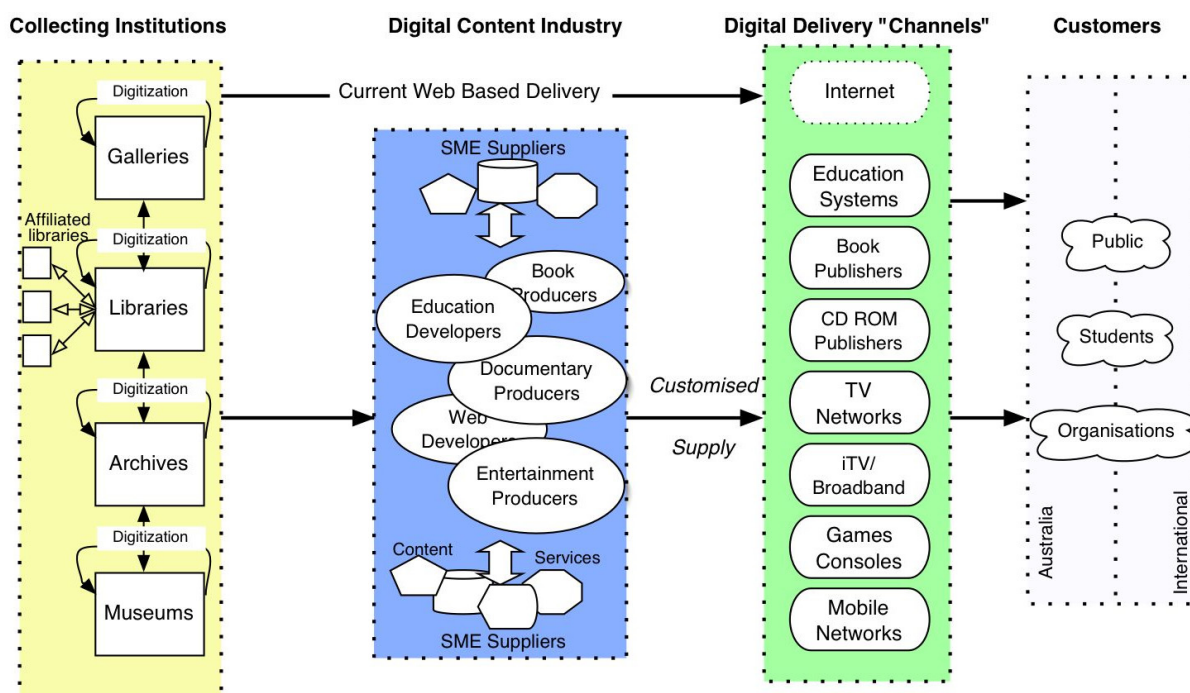 Collecting Institutions
Digital Content Industry
Digital Delivery "Channels"
Customers
Digitization
Galleries
Affiliated
libraries
Digitization
Libraries
Digitization
Archives
Digitization
Museums
Current Web Based Delivery
SME Suppliers
Book
Producers
Education
Developers
Documentary
Producers
Web
Developers
Entertainment
Producers
Content
Services
SME Suppliers
Customised
Supply
Internet
Education
Systems
Book
Publishers
CD ROM
Publishers
TV
Networks
iTV/
Broadband
Games
Consoles
Mobile
Networks
Public
Students
Organisations
Australia
International